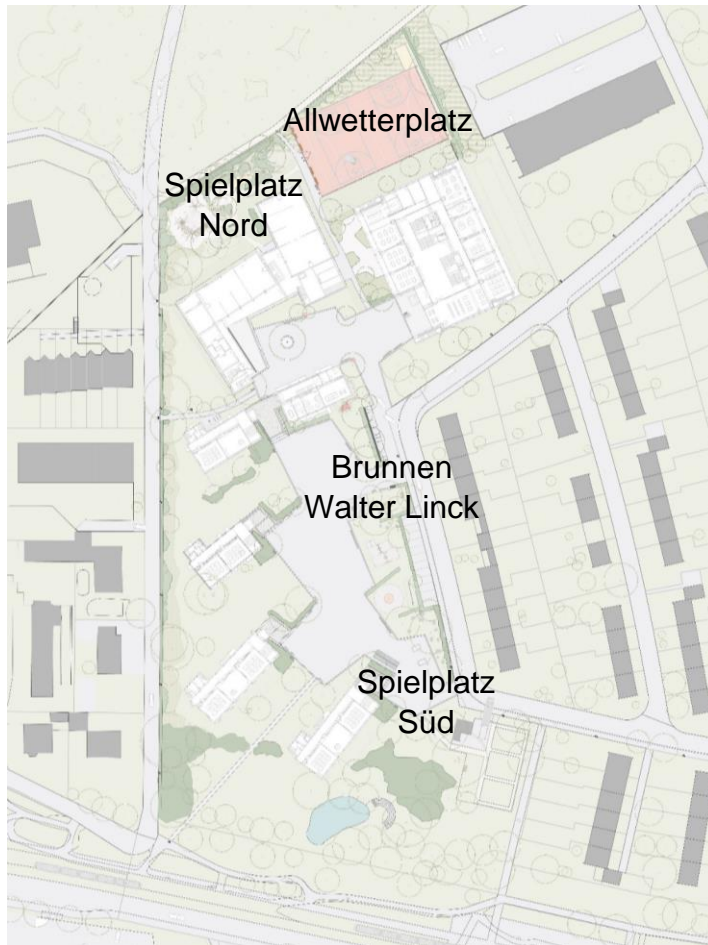 Allwetterplatz
Spielplatz
Nord
Brunnen
Walter Linck
Spielplatz
Süd